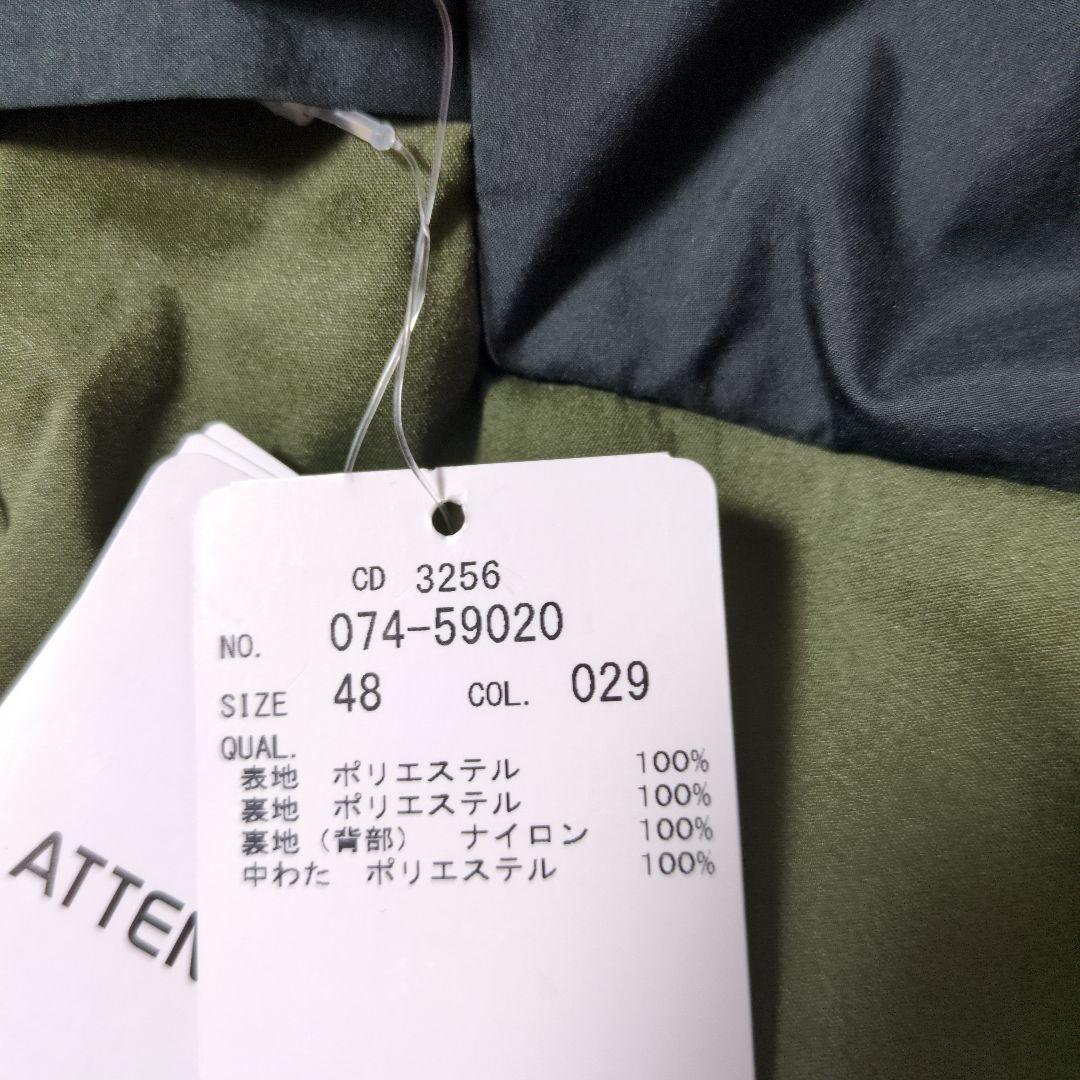 CD 3256
NO. 074-59020
SIZE 48 COL. 029
QUAL.
表地 ポリエステル 100%
裏地 ポリエステル 100%
裏地(背部) ナイロン 100%
中わた ポリエステル 100%
ATTEN